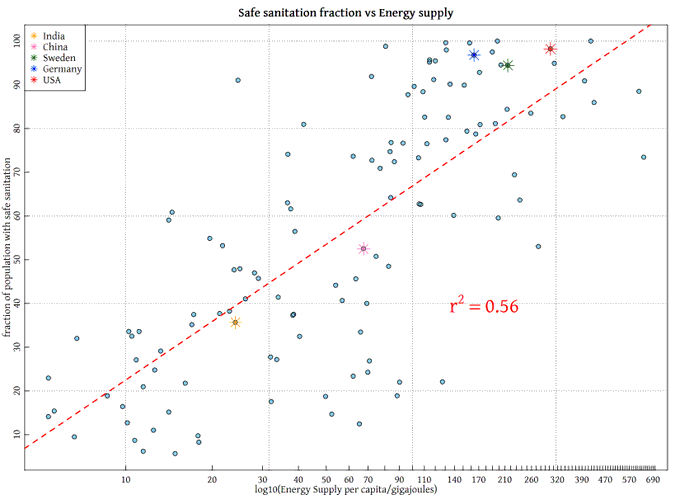 Safe sanitation fraction vs Energy supply
India
China
Sweden
Germany
USA
fraction of population with safe sanitation
100
90
80
70
60
50
40
30
20
10
r² = 0.56
10 20 30 40 50 60 70 90 110 140 170 210 260 320 390 470 570 690
log10(Energy Supply per capita/gigajoules)